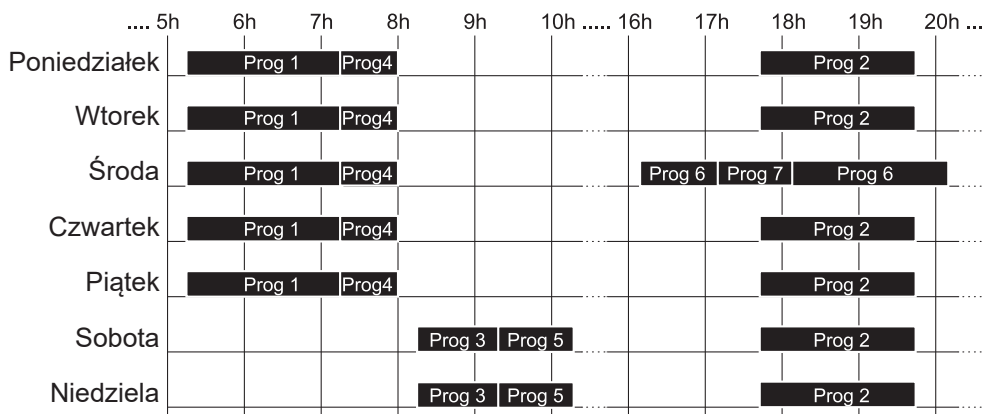 .... 5h 6h 7h 8h 9h 10h ..... 16h 17h 18h 19h 20h ...
Poniedziałek Prog 1 Prog4 Prog 2
Wtorek Prog 1 Prog4 Prog 2
Środa Prog 1 Prog4 Prog 6 Prog 7 Prog 6
Czwartek Prog 1 Prog4 Prog 2
Piątek Prog 1 Prog4 Prog 2
Sobota Prog 3 Prog 5 Prog 2
Niedziela Prog 3 Prog 5 Prog 2